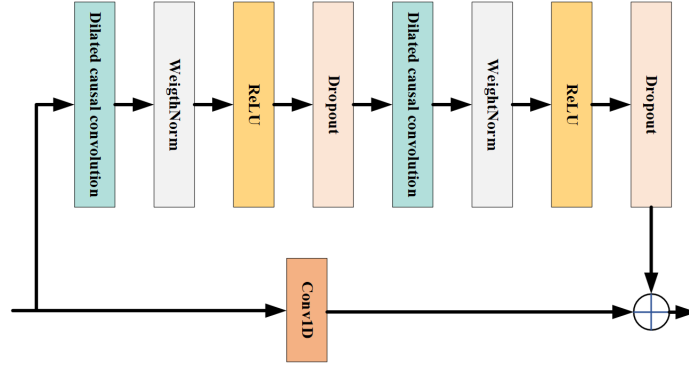 Dilated causal convolution
WeigthNorm
ReLU
Dropout
Dilated causal convolution
WeightNorm
ReLU
Dropout
Conv1D